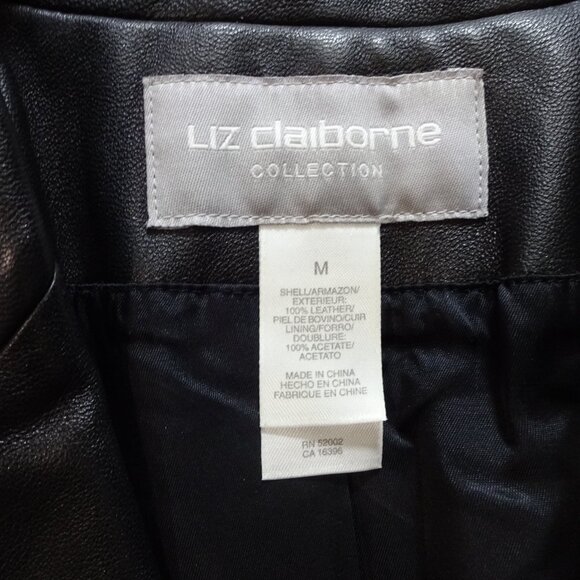 LIZ claiborne
COLLECTION
M
SHELL/ARMAZON/
EXTERIEUR:
100% LEATHER/
PIEL DE BOVINO/CUIR
LINING/FORRO/
DOUBLURE:
100% ACETATE/
ACETATO
MADE IN CHINA
HECHO EN CHINA
FABRIQUE EN CHINE
RN 52002
CA 16395